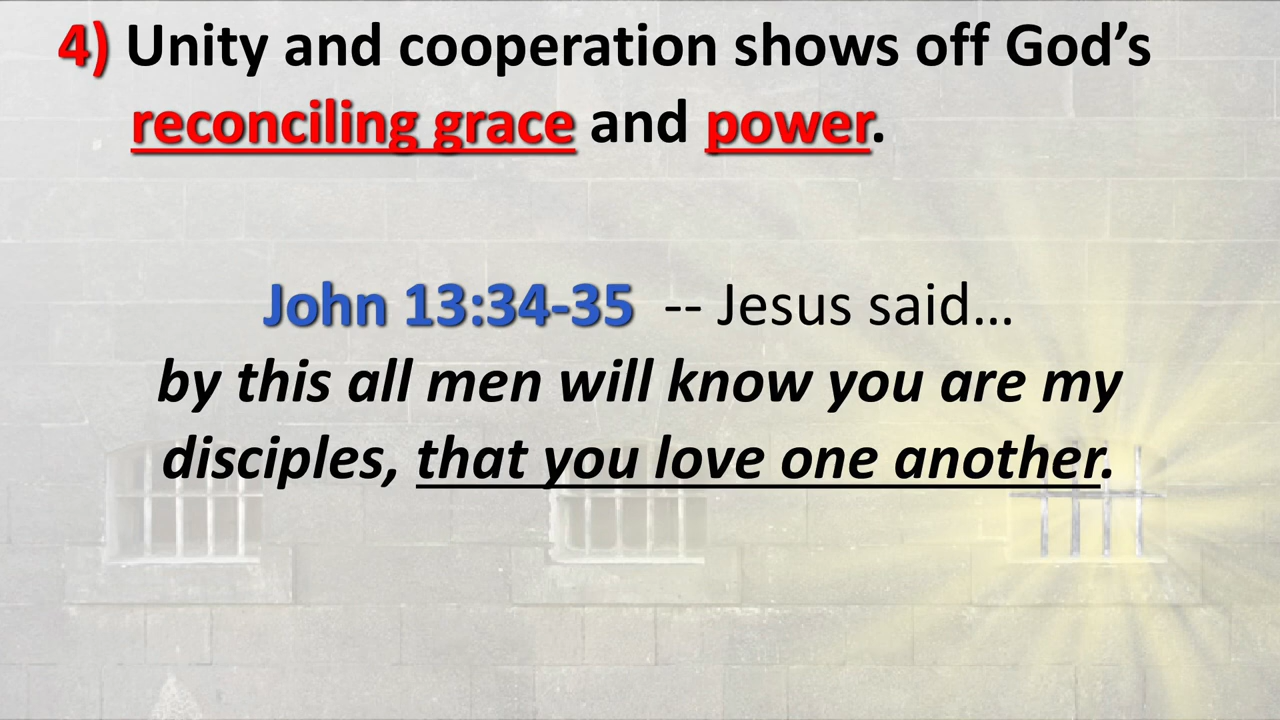 4) Unity and cooperation shows off God’s
reconciling grace and power.
John 13:34-35 -- Jesus said…
by this all men will know you are my
disciples, that you love one another.